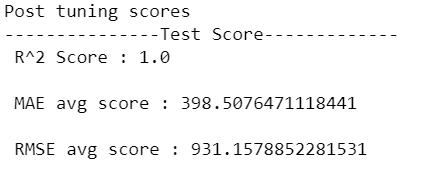 Post tuning scores
---------------Test Score-------------
R^2 Score : 1.0
MAE avg score : 398.5076471118441
RMSE avg score : 931.1578852281531